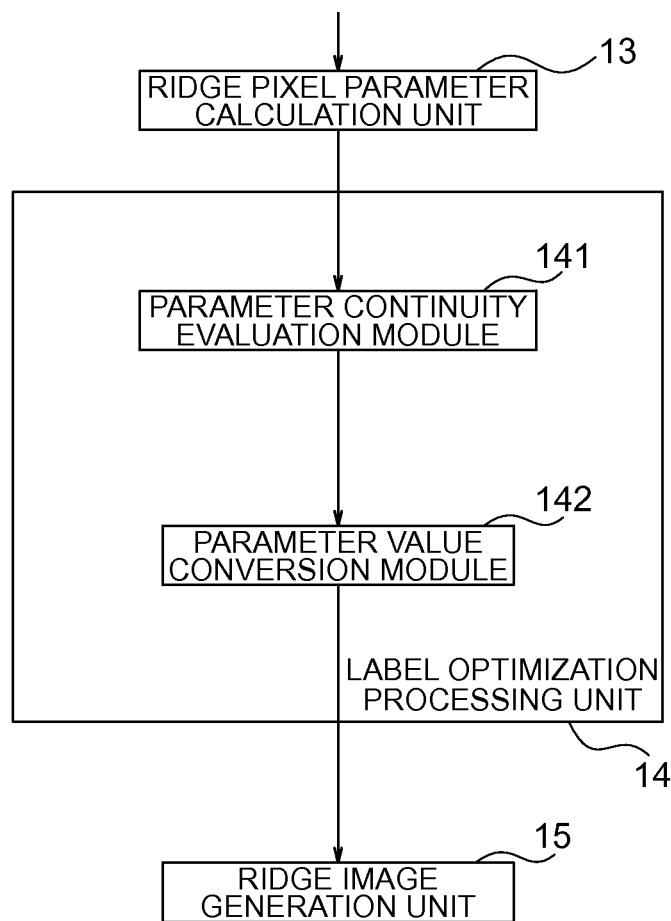 13
RIDGE PIXEL PARAMETER
CALCULATION UNIT
141
PARAMETER CONTINUITY
EVALUATION MODULE
142
PARAMETER VALUE
CONVERSION MODULE
LABEL OPTIMIZATION
PROCESSING UNIT
14
15
RIDGE IMAGE
GENERATION UNIT